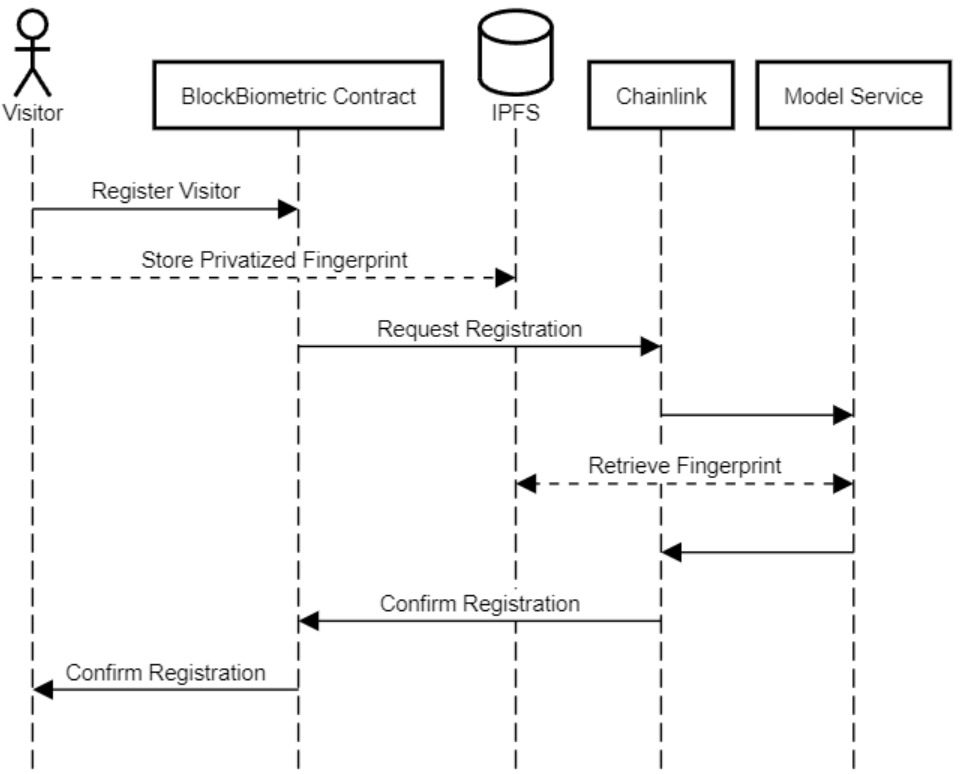 Visitor
BlockBiometric Contract
IPFS
Chainlink
Model Service
Register Visitor
Store Privatized Fingerprint
Request Registration
Retrieve Fingerprint
Confirm Registration
Confirm Registration